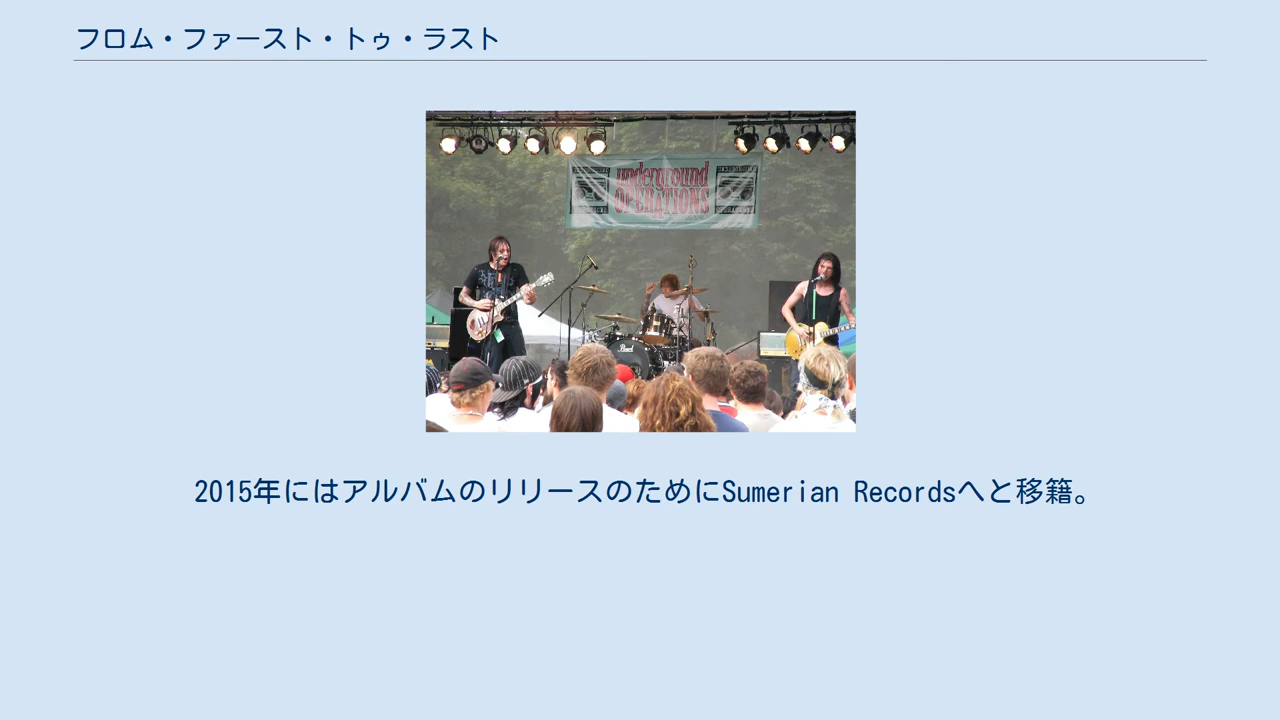 フロム・ファースト・トゥ・ラスト
underground
OPERATIONS
Pearl
2015年にはアルバムのリリースのためにSumerian Recordsへと移籍。